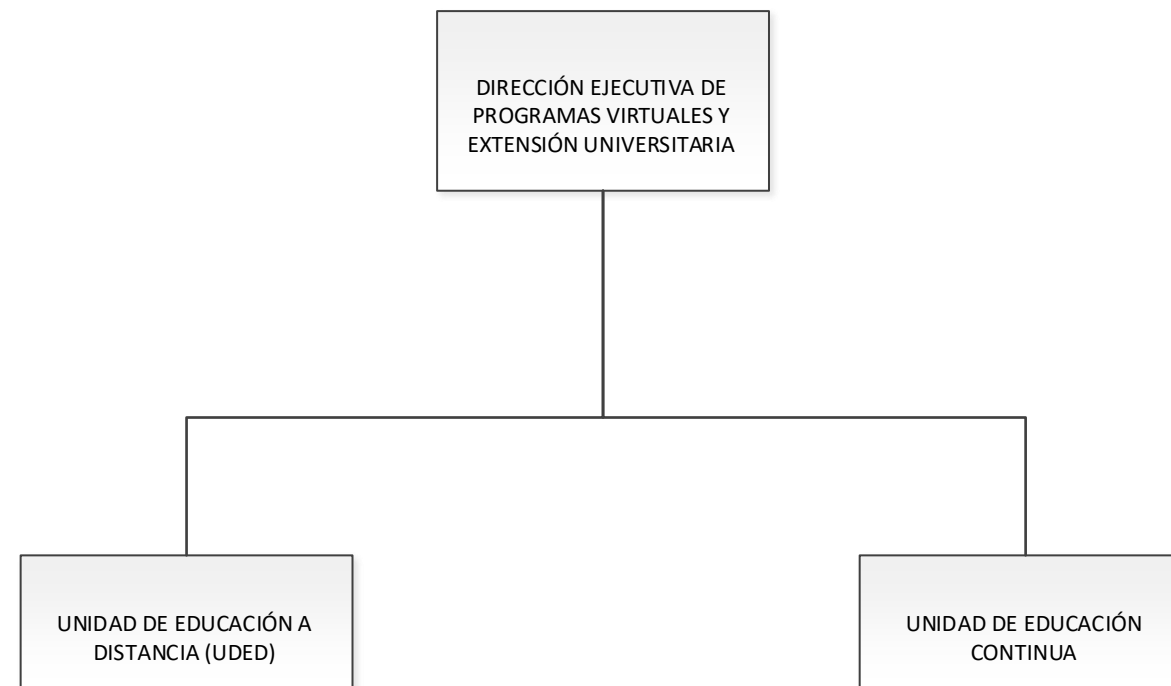 DIRECCIÓN EJECUTIVA DE
PROGRAMAS VIRTUALES Y
EXTENSIÓN UNIVERSITARIA
UNIDAD DE EDUCACIÓN A
DISTANCIA (UDED)
UNIDAD DE EDUCACIÓN
CONTINUA